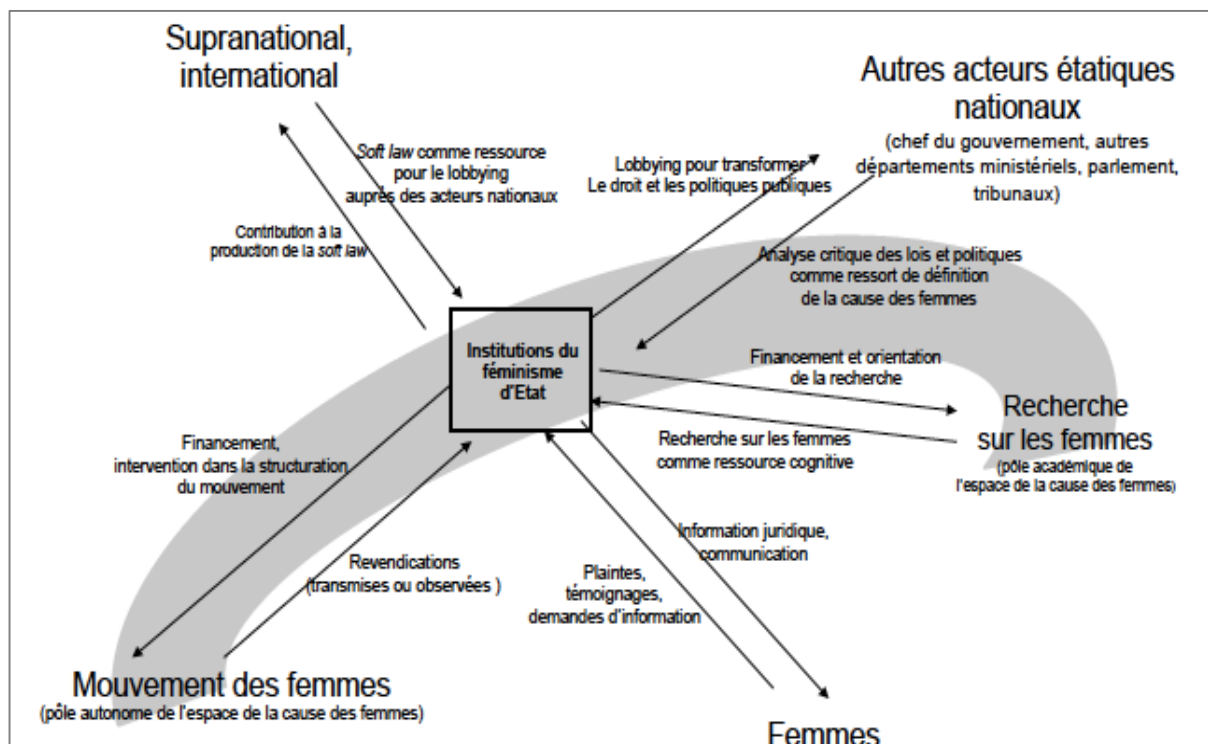 Supranational,
international
Autres acteurs étatiques
nationaux
(chef du gouvernement, autres
départements ministériels, parlement,
tribunaux)
Soft law comme ressource
pour le lobbying
auprès des acteurs nationaux
Lobbying pour transformer
Le droit et les politiques publiques
Contribution à la
production de la soft law
Analyse critique des lois et politiques
comme ressort de définition
de la cause des femmes
Institutions du
féminisme
d'Etat
Financement et orientation
de la recherche
Recherche
sur les femmes
(pôle académique de
l'espace de la cause des femmes)
Recherche sur les femmes
comme ressource cognitive
Financement,
intervention dans la structuration
du mouvement
Information juridique,
communication
Revendications
(transmises ou observées )
Plaintes,
témoignages,
demandes d'information
Mouvement des femmes
(pôle autonome de l'espace de la cause des femmes)
Femmes